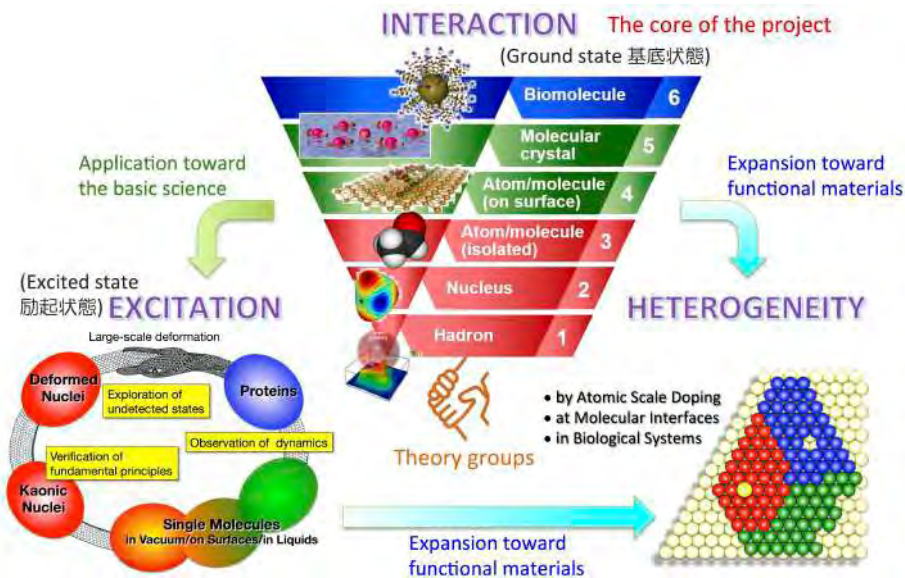 INTERACTION
The core of the project
(Ground state 基底状態)
Biomolecule
6
Molecular
crystal
5
Atom/molecule
(on surface)
4
Atom/molecule
(isolated)
3
Nucleus
2
Hadron
1
Application toward
the basic science
Expansion toward
functional materials
(Excited state
励起状態)
EXCITATION
Large-scale deformation
Deformed
Nuclei
Exploration of
undetected states
Proteins
Observation of dynamics
Verification of
fundamental principles
Kaonic
Nuclei
Single Molecules
in Vacuum/on Surfaces/in Liquids
Theory groups
HETEROGENEITY
• by Atomic Scale Doping
• at Molecular Interfaces
• in Biological Systems
Expansion toward
functional materials